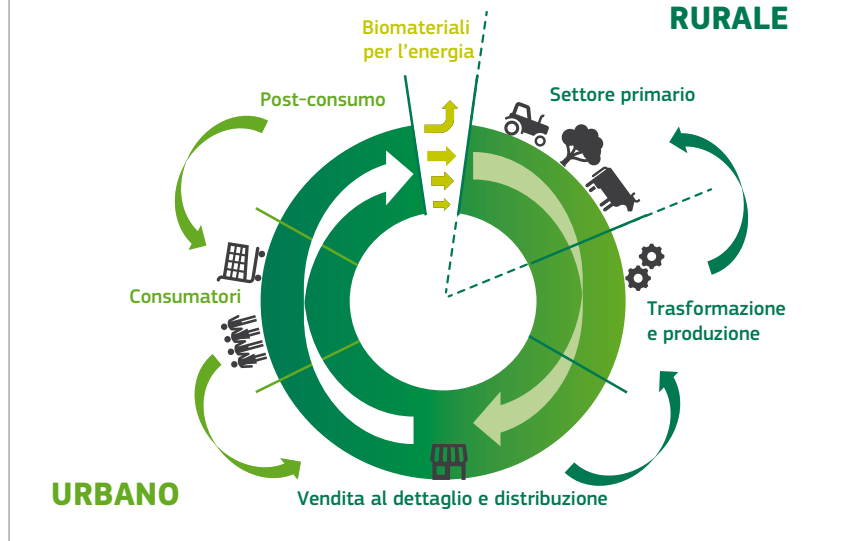 RURALE
Biomateriali
per l'energia
Post-consumo
Settore primario
Consumatori
Trasformazione
e produzione
URBANO
Vendita al dettaglio e distribuzione